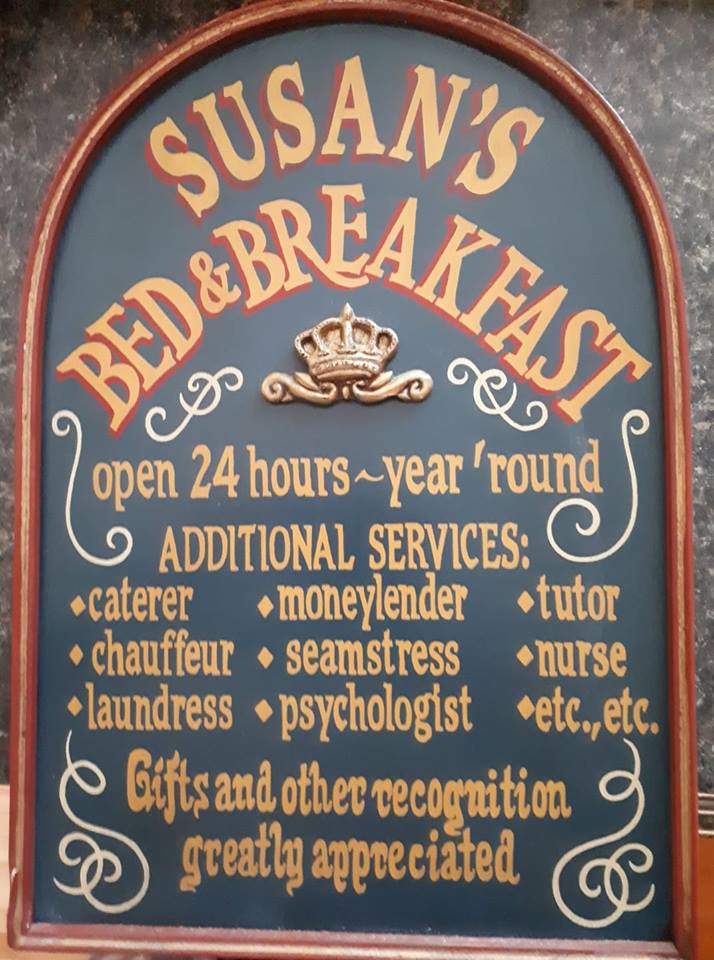 SUSAN'S
BED & BREAKFAST
open 24 hours ~ year 'round
ADDITIONAL SERVICES:
⬥caterer ⬥moneylender ⬥tutor
⬥chauffeur ⬥seamstress ⬥nurse
⬥laundress ⬥psychologist ⬥etc., etc.
Gifts and other recognition
greatly appreciated